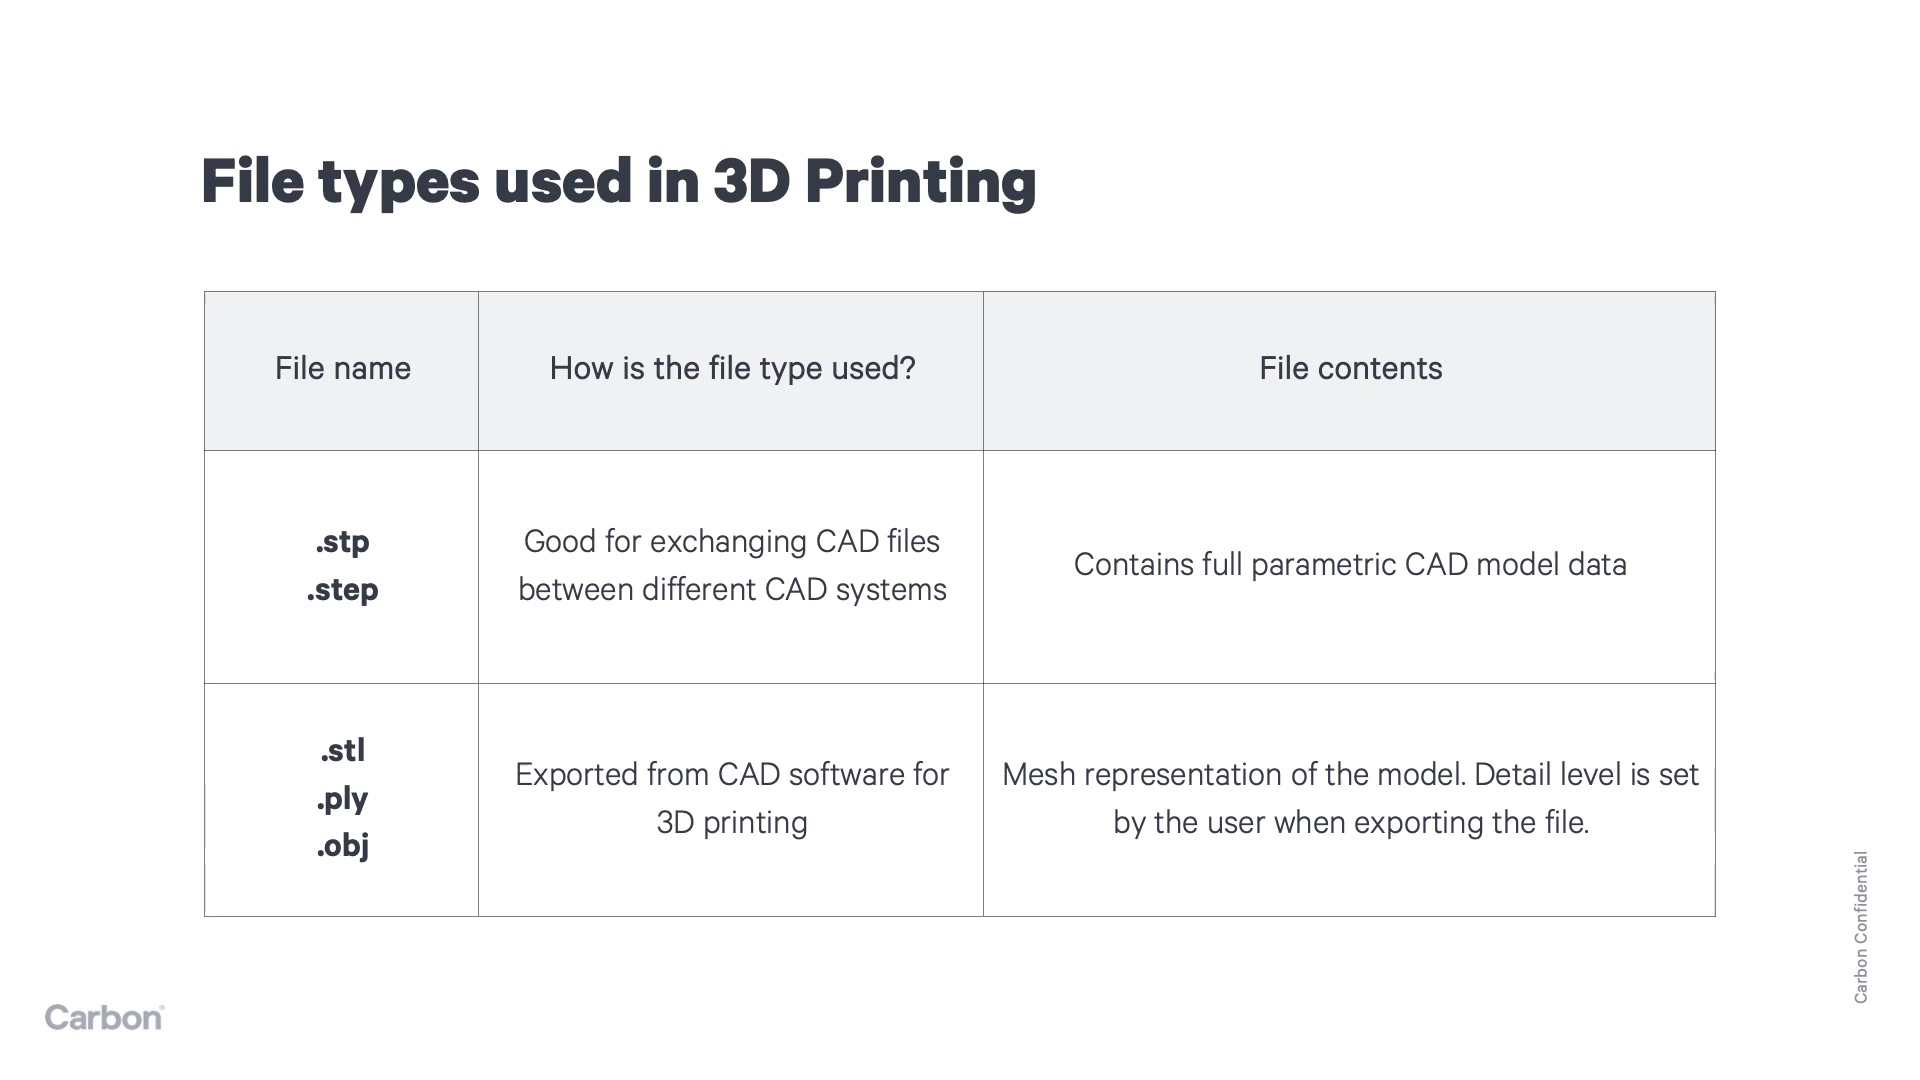 File types used in 3D Printing
File name
How is the file type used?
File contents
.stp
.step
Good for exchanging CAD files
between different CAD systems
Contains full parametric CAD model data
.stl
.ply
.obj
Exported from CAD software for
3D printing
Mesh representation of the model. Detail level is set
by the user when exporting the file.
Carbon Confidential
Carbon®